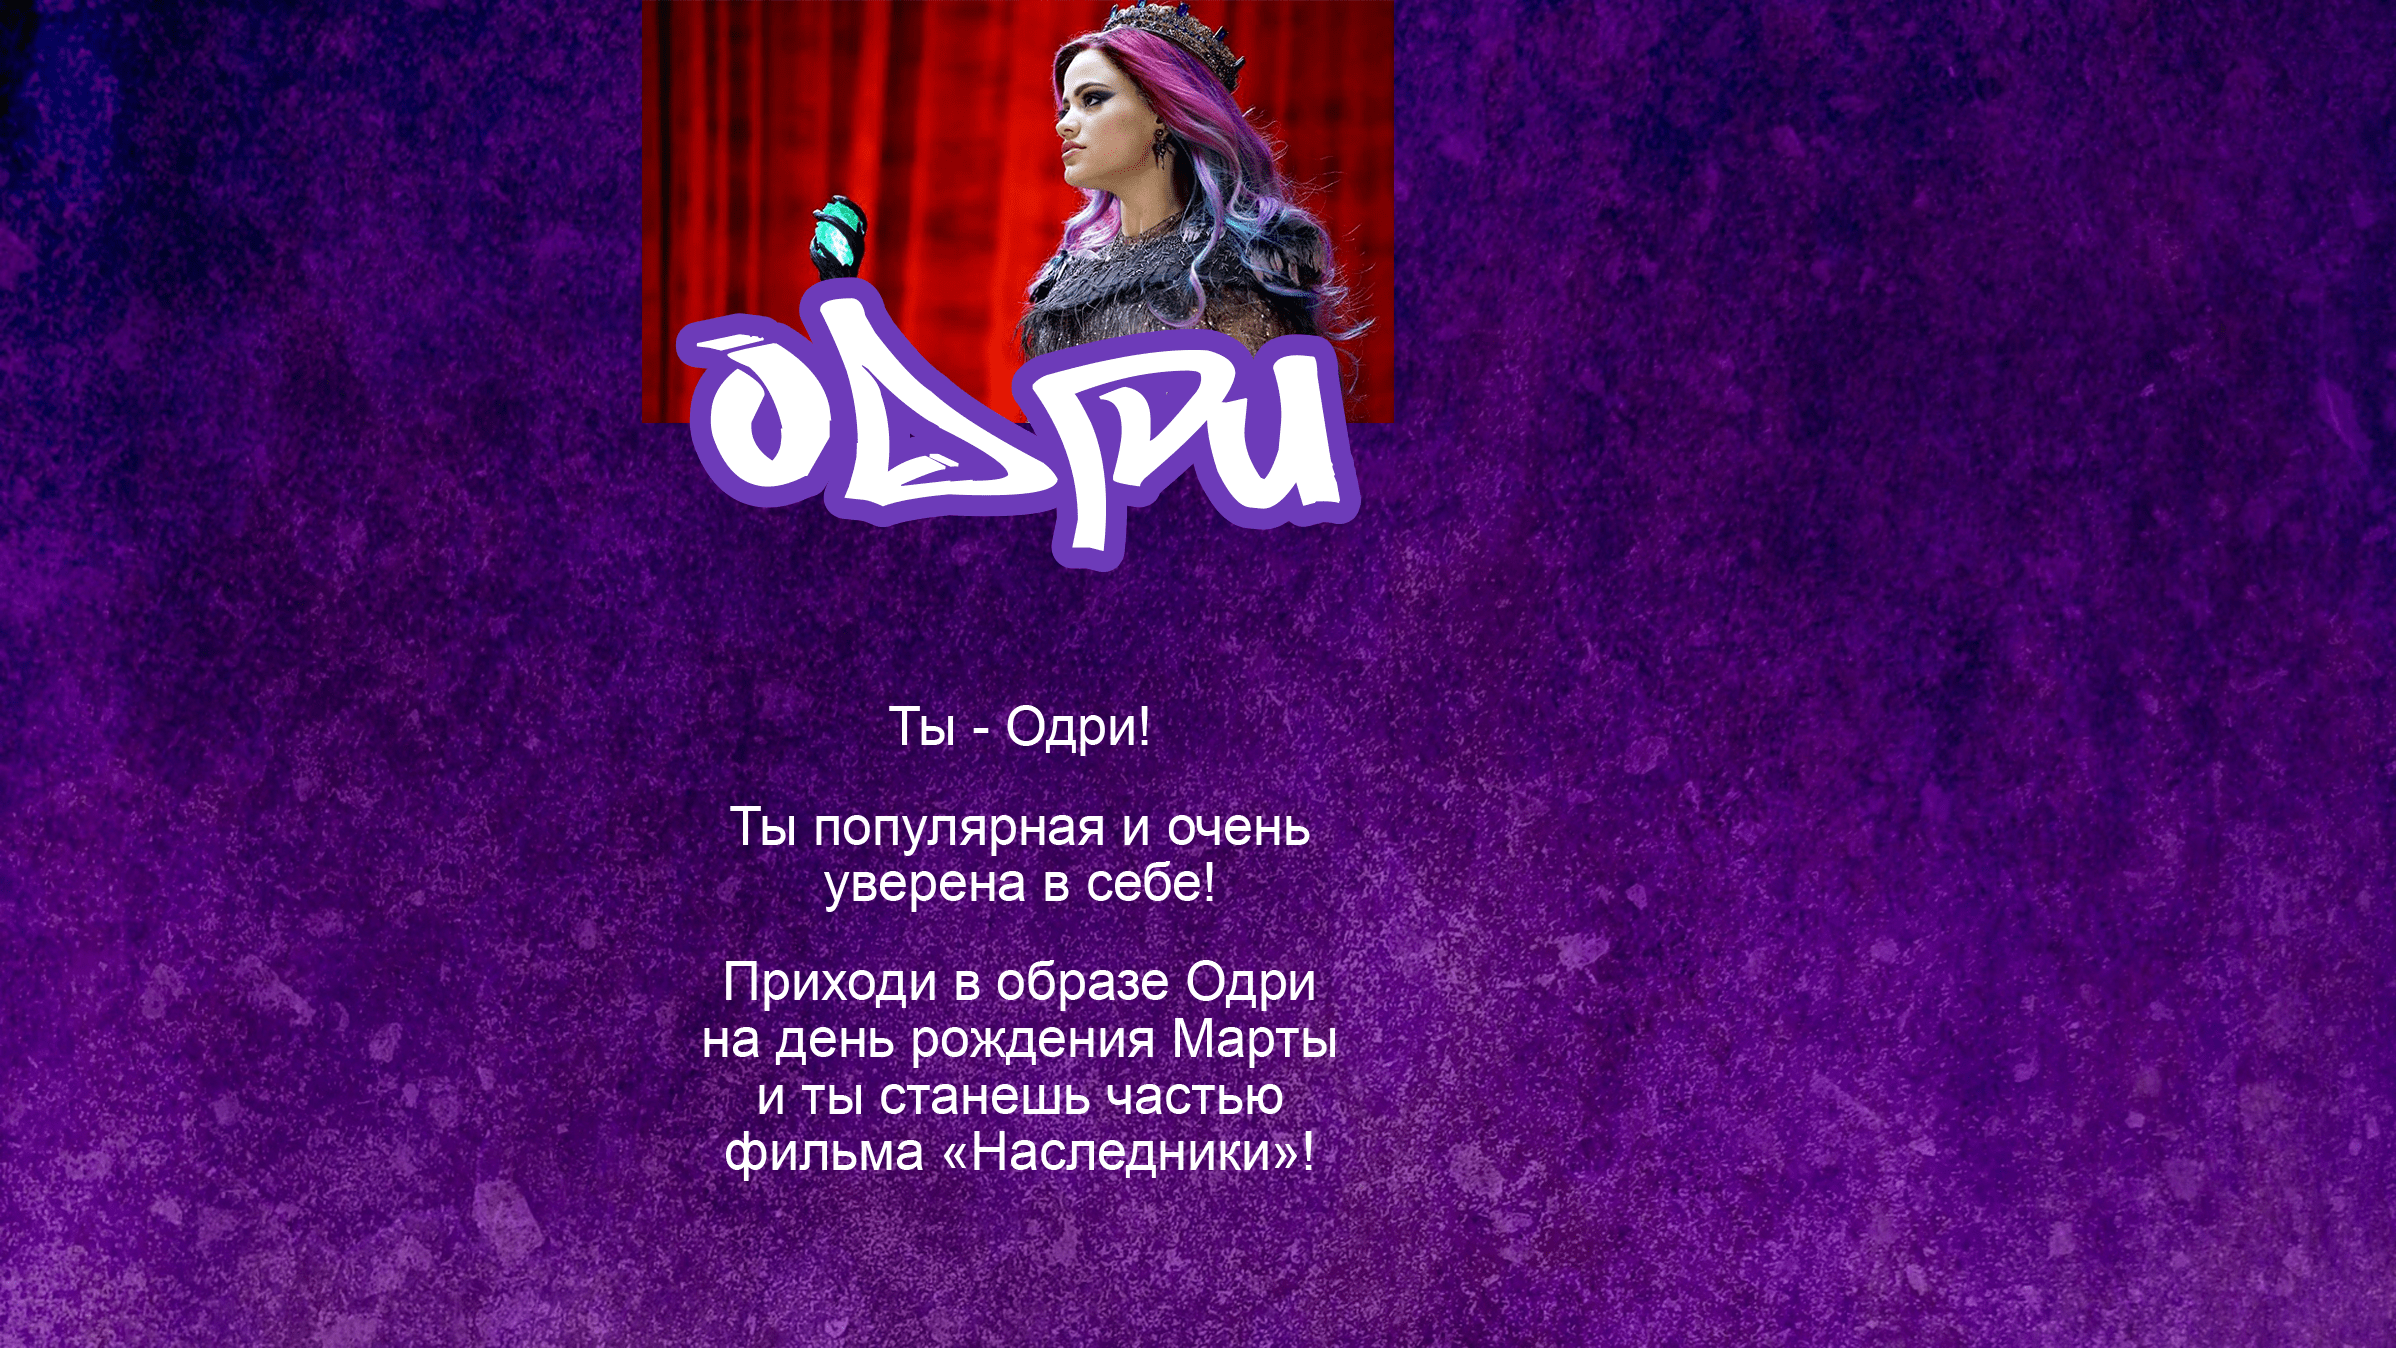 Одри
Ты - Одри!
Ты популярная и очень
уверена в себе!
Приходи в образе Одри
на день рождения Марты
и ты станешь частью
фильма «Наследники»!